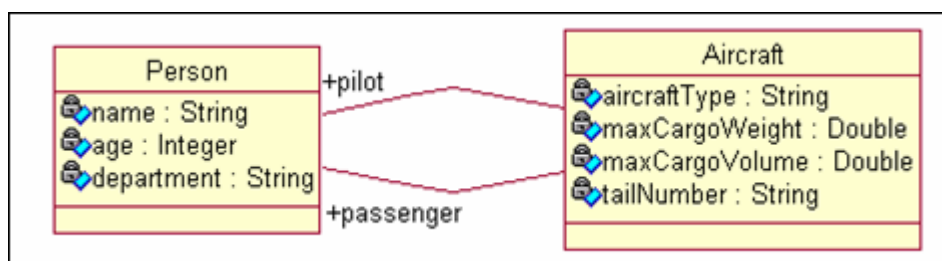 Person
name : String
age : Integer
department : String
+pilot
+passenger
Aircraft
aircraftType : String
maxCargoWeight : Double
maxCargoVolume : Double
tailNumber : String